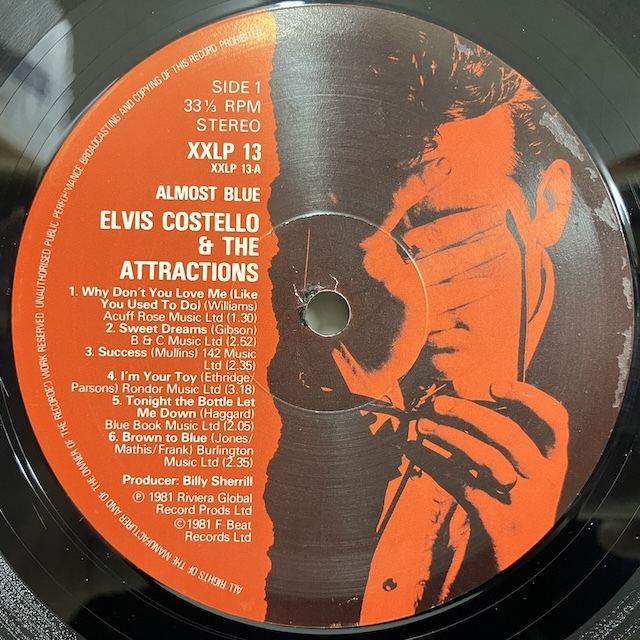 SIDE 1
33 ⅓ RPM
STEREO
XXLP 13
XXLP 13-A
ALMOST BLUE
ELVIS COSTELLO
& THE
ATTRACTIONS
1. Why Don't You Love Me (Like
You Used To Do) (Williams)
Acuff Rose Music Ltd (1.30)
2. Sweet Dreams (Gibson)
B & C Music Ltd (2.52)
3. Success (Mullins) 142 Music
Ltd (2.35)
4. I'm Your Toy (Ethridge/
Parsons) Rondor Music Ltd (3.18)
5. Tonight the Bottle Let
Me Down (Haggard)
Blue Book Music Ltd (2.05)
6. Brown to Blue (Jones/
Mathis/Frank) Burlington
Music Ltd (2.35)
Producer: Billy Sherrill
℗ 1981 Riviera Global
Record Prods Ltd
© 1981 F-Beat
Records Ltd
ALL RIGHTS OF THE MANUFACTURER AND OF THE OWNER OF THE RECORDED WORK RESERVED UNAUTHORISED PUBLIC PERFORMANCE BROADCASTING AND COPYING OF THIS RECORD PROHIBITED